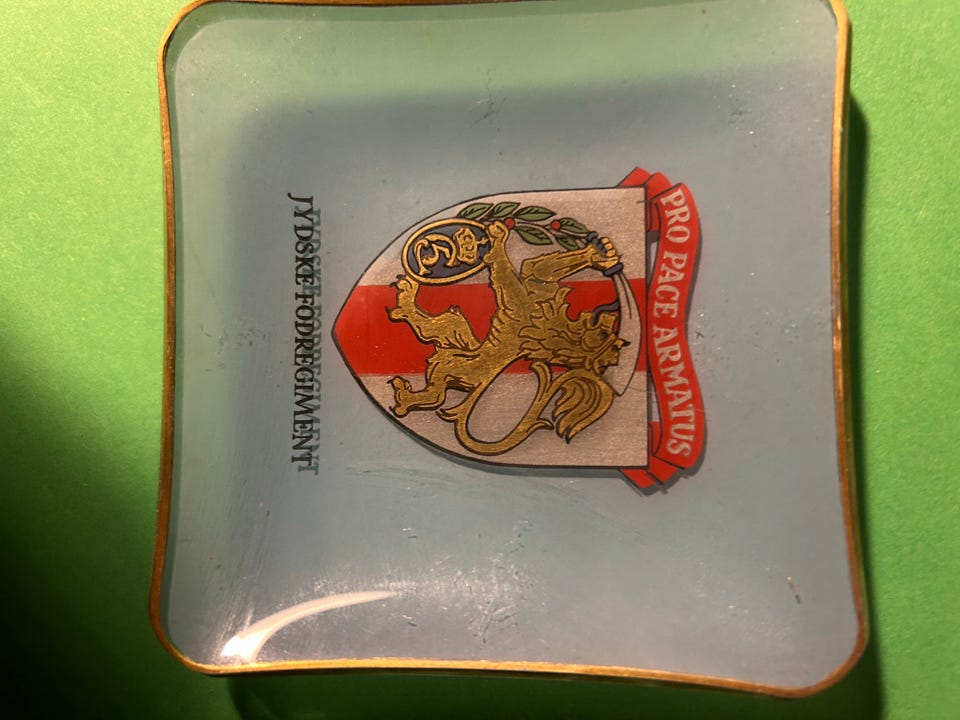 PRO PACE ARMATUS
JYDSKE FODREGIMENT